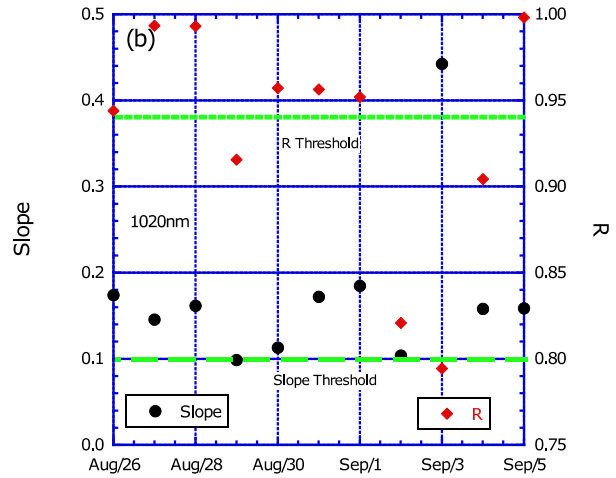 (b)
0.5
0.4
0.3
0.2
0.1
0.0
Slope
1.00
0.95
0.90
0.85
0.80
0.75
R
R Threshold
1020nm
Slope Threshold
Slope
R
Aug/26 Aug/28 Aug/30 Sep/1 Sep/3 Sep/5